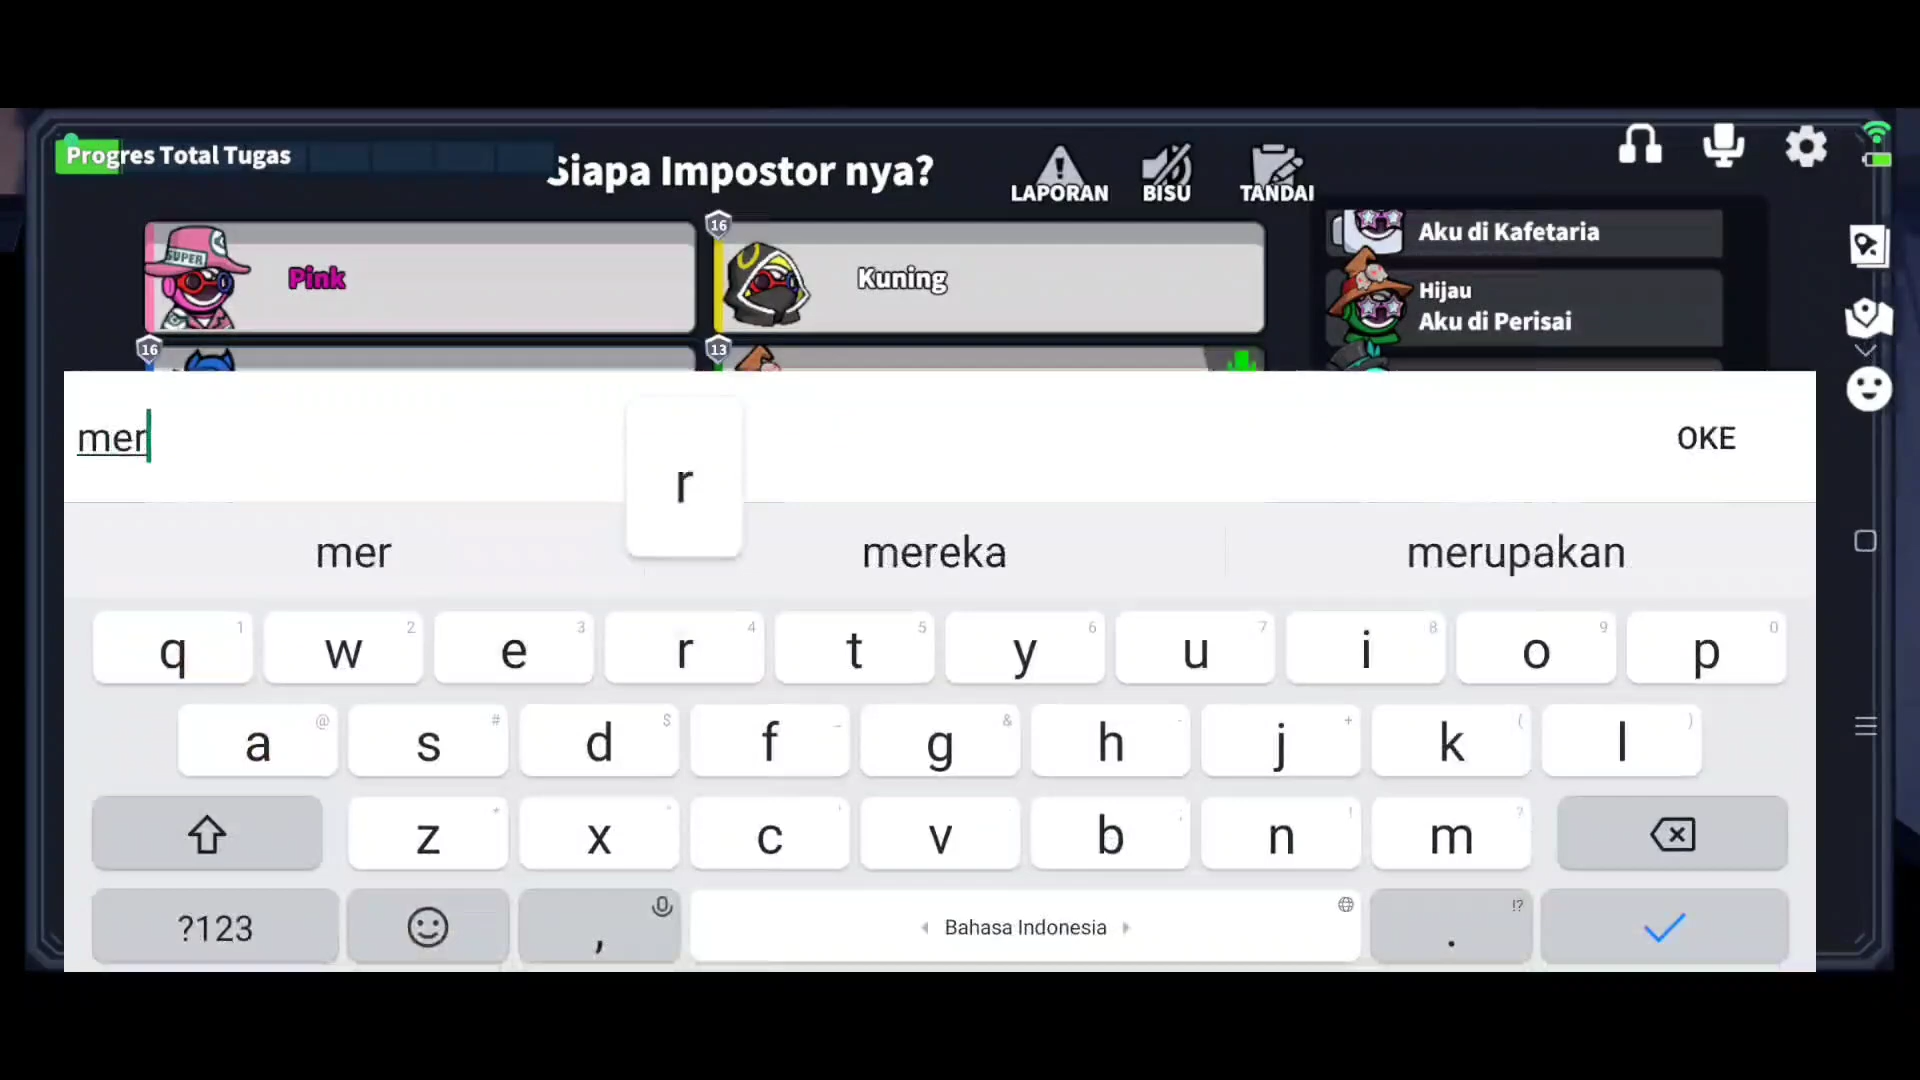 Progres Total Tugas
Siapa Impostor nya?
LAPORAN
BISU
TANDAI
SUPER
Pink
16
Kuning
16
13
Aku di Kafetaria
Hijau
Aku di Perisai
mer
r
OKE
mer
mereka
merupakan
q 1 w 2 e 3 r 4 t 5 y 6 u 7 i 8 o 9 p 0
a @ s # d $ f _ g & h - j + k ( l )
z * x " c ' v b ; n ! m ?
?123 , Bahasa Indonesia . !?